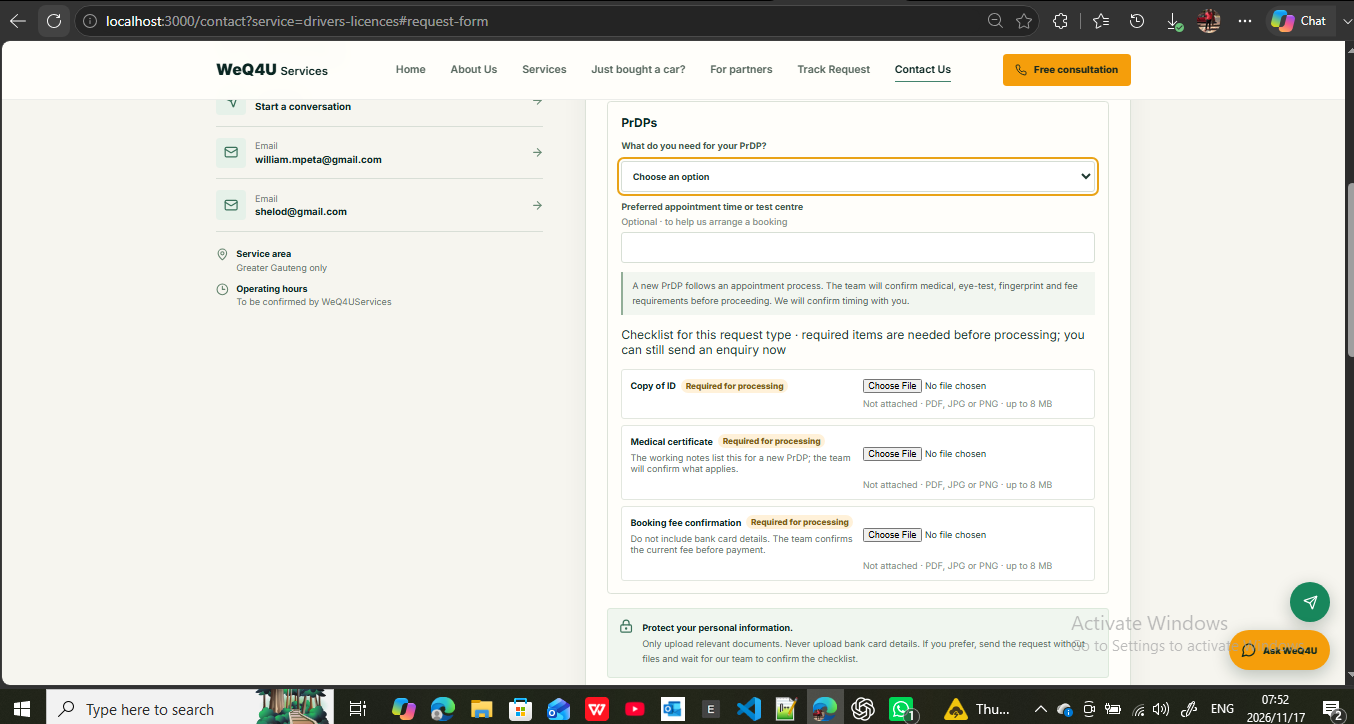 localhost:3000/contact?service=drivers-licences#request-form
Chat
WeQ4U Services
Home
About Us
Services
Just bought a car?
For partners
Track Request
Contact Us
Free consultation
Start a conversation
Email
william.mpeta@gmail.com
Email
shelod@gmail.com
Service area
Greater Gauteng only
Operating hours
To be confirmed by WeQ4UServices
PrDPs
What do you need for your PrDP?
Choose an option
Preferred appointment time or test centre
Optional · to help us arrange a booking
A new PrDP follows an appointment process. The team will confirm medical, eye-test, fingerprint and fee
requirements before proceeding. We will confirm timing with you.
Checklist for this request type · required items are needed before processing; you
can still send an enquiry now
Copy of ID Required for processing
Choose File No file chosen
Not attached · PDF, JPG or PNG · up to 8 MB
Medical certificate Required for processing
The working notes list this for a new PrDP; the team
will confirm what applies.
Choose File No file chosen
Not attached · PDF, JPG or PNG · up to 8 MB
Booking fee confirmation Required for processing
Do not include bank card details. The team confirms
the current fee before payment.
Choose File No file chosen
Not attached · PDF, JPG or PNG · up to 8 MB
Protect your personal information.
Only upload relevant documents. Never upload bank card details. If you prefer, send the request without
files and wait for our team to confirm the checklist.
Activate Windows
Go to Settings to activat
Ask WeQ4U
Type here to search
E
1
Thu...
ENG
07:52
2026/11/17
2